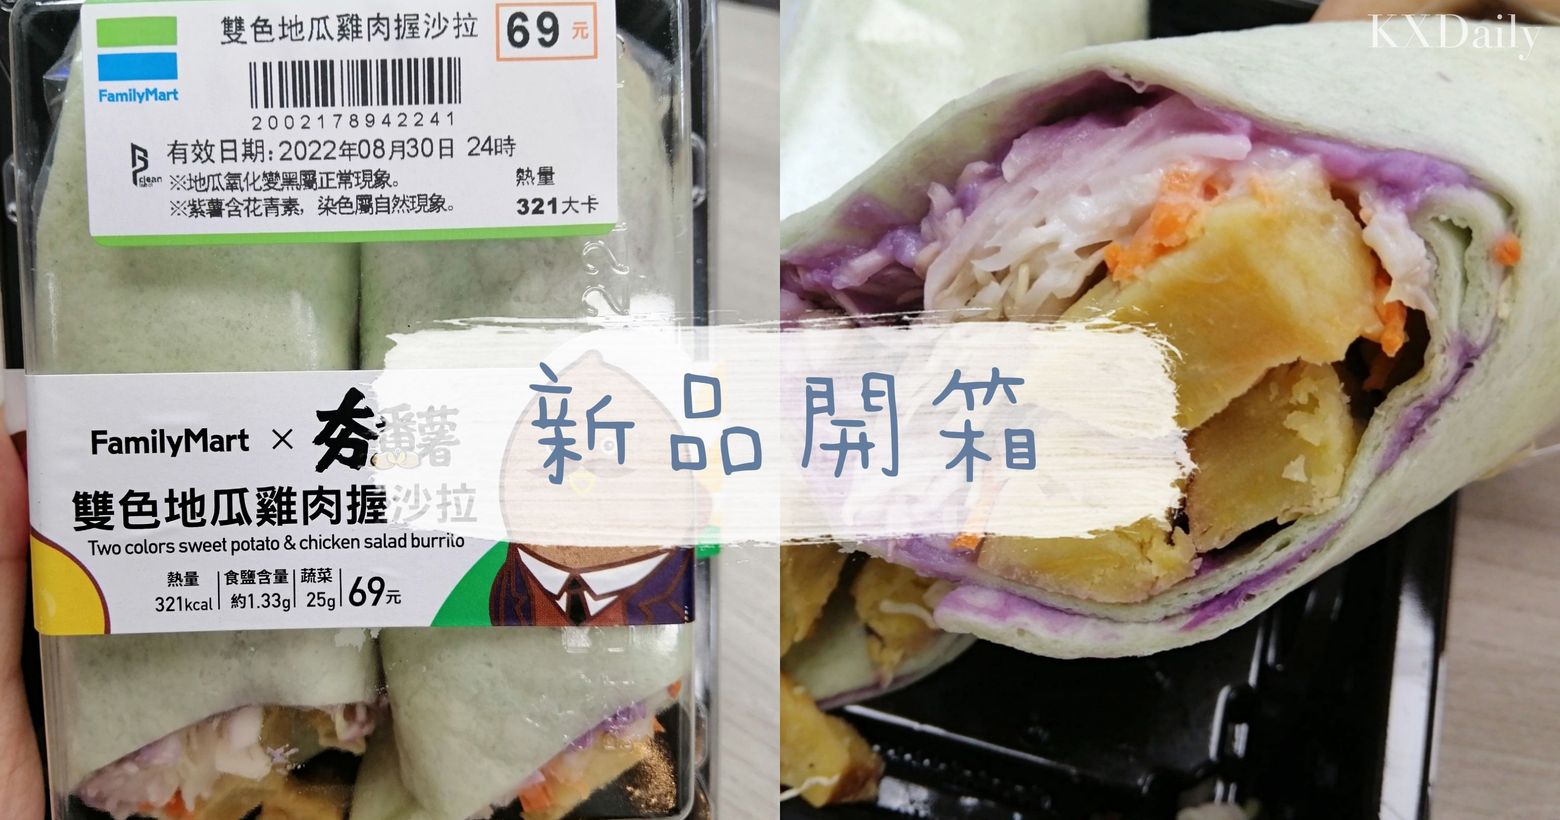 雙色地瓜雞肉握沙拉
69元
FamilyMart
2002178942241
有效日期:2022年08月30日 24時
clean
※地瓜氧化變黑屬正常現象。
※紫薯含花青素，染色屬自然現象。
熱量
321大卡
KXDaily
新品開箱
FamilyMart × 夯番薯
雙色地瓜雞肉握沙拉
Two colors sweet potato & chicken salad burrito
熱量 食鹽含量 蔬菜
321kcal 約1.33g 25g 69元